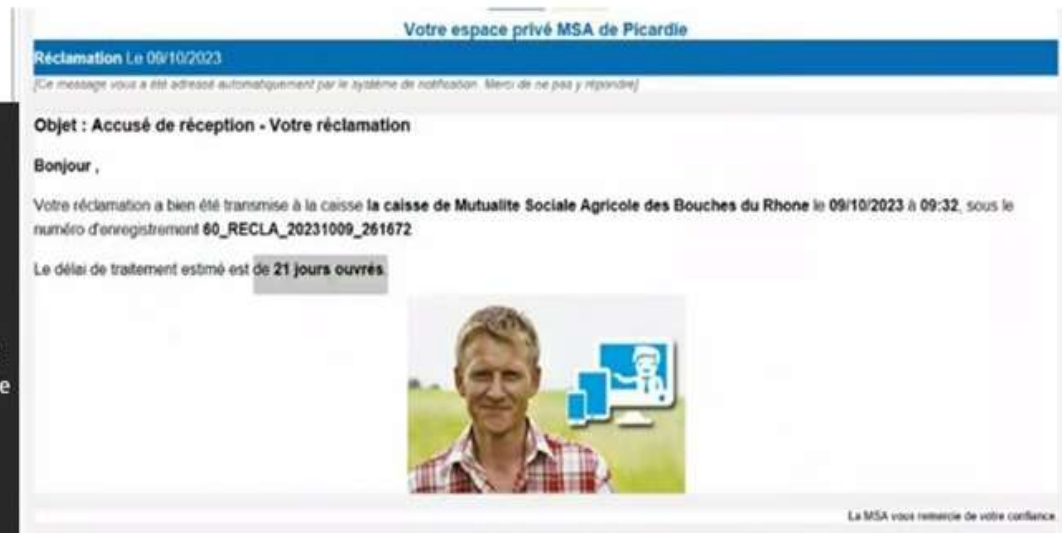 Votre espace privé MSA de Picardie
Réclamation Le 09/10/2023
[Ce message vous a été adressé automatiquement par le système de notification. Merci de ne pas y répondre]
Objet : Accusé de réception - Votre réclamation
Bonjour ,
Votre réclamation a bien été transmise à la caisse la caisse de Mutualite Sociale Agricole des Bouches du Rhone le 09/10/2023 à 09:32, sous le
numéro d'enregistrement 60_RECLA_20231009_261672
Le délai de traitement estimé est de 21 jours ouvrés.
e
La MSA vous remercie de votre confiance.